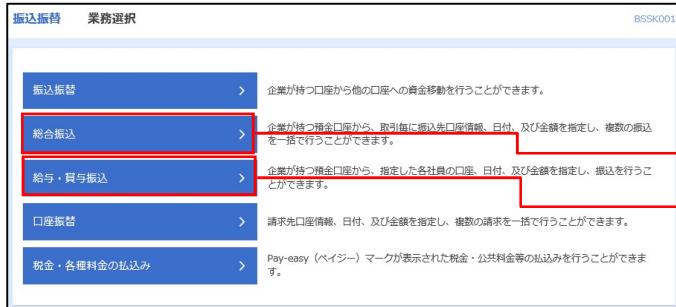 振込振替 業務選択 BSSK001
振込振替
企業が持つ口座から他の口座への資金移動を行うことができます。
総合振込
企業が持つ預金口座から、取引毎に振込先口座情報、日付、及び金額を指定し、複数の振込
を一括で行うことができます。
給与・賞与振込
企業が持つ預金口座から、指定した各社員の口座、日付、及び金額を指定し、振込を行うこ
とができます。
口座振替
請求先口座情報、日付、及び金額を指定し、複数の請求を一括で行うことができます。
税金・各種料金の払込み
Pay-easy（ペイジー）マークが表示された税金・公共料金等の払込みを行うことができま
す。